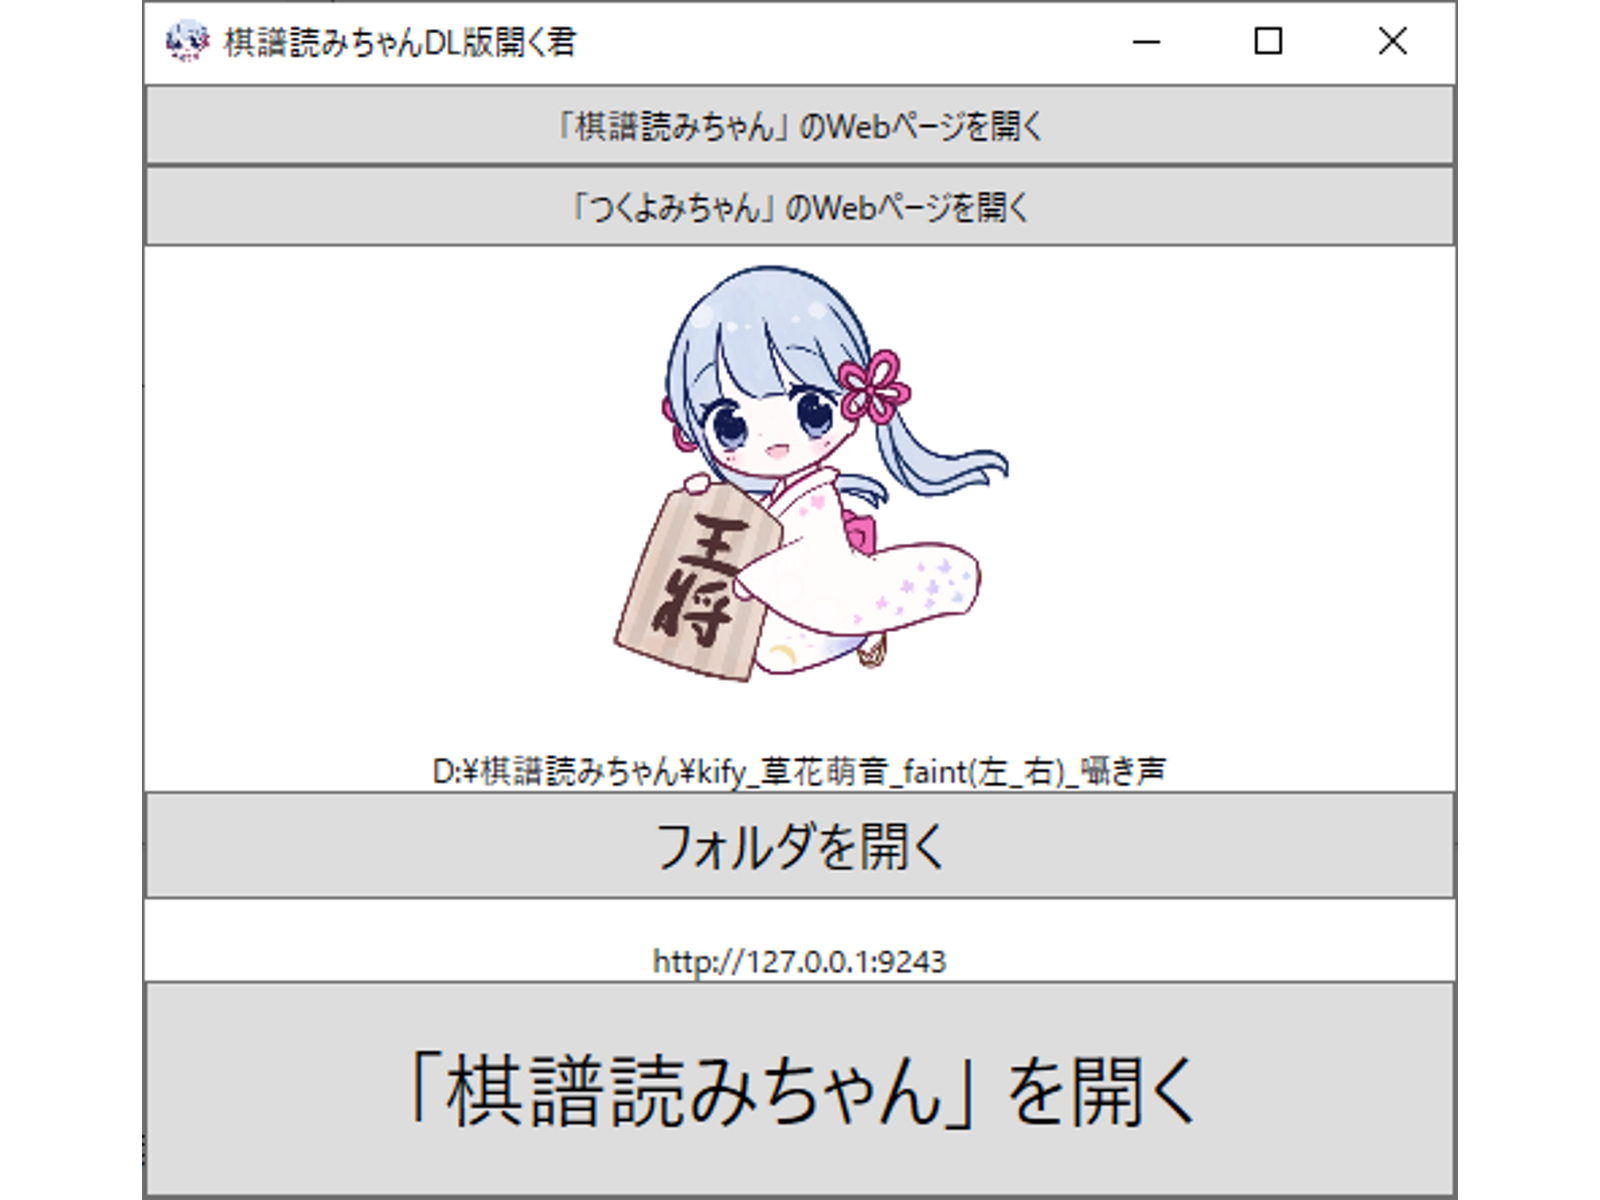 棋譜読みちゃんDL版開く君
「棋譜読みちゃん」のWebページを開く
「つくよみちゃん」のWebページを開く
王将
D:¥棋譜読みちゃん¥kify_草花萌音_faint(左_右)_囁き声
フォルダを開く
http://127.0.0.1:9243
「棋譜読みちゃん」を開く